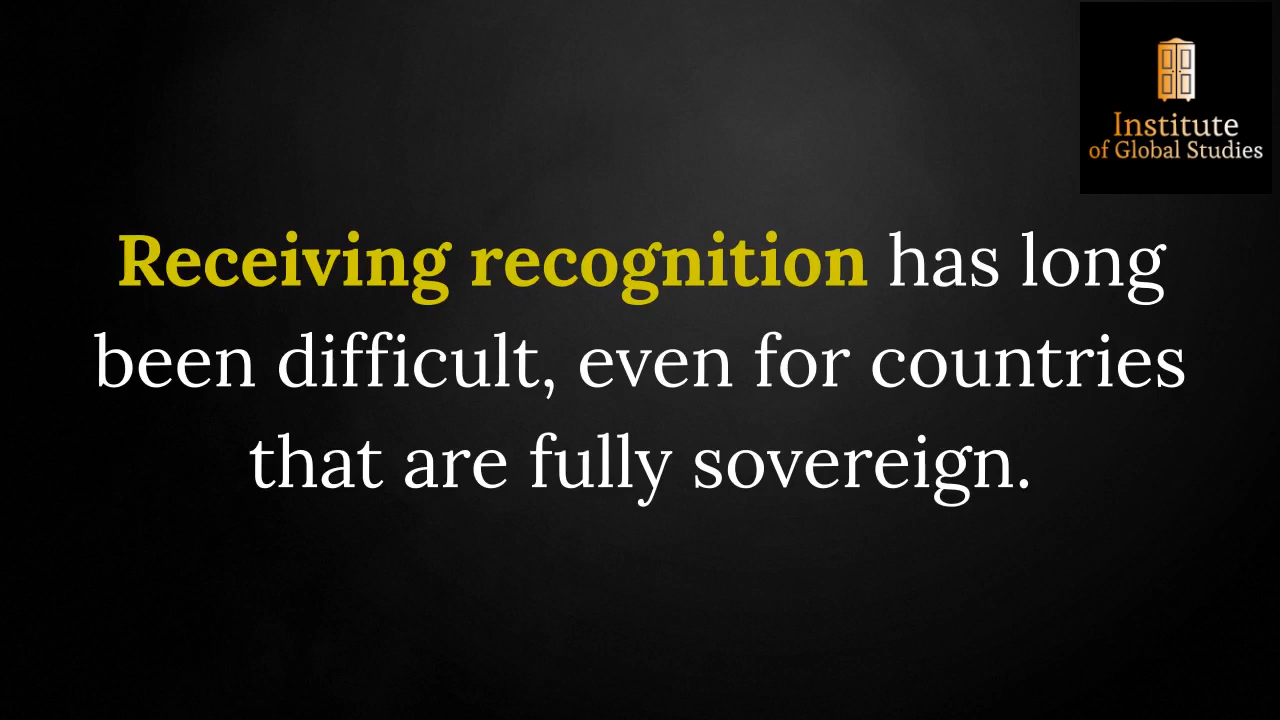 Institute
of Global Studies
Receiving recognition has long
been difficult, even for countries
that are fully sovereign.